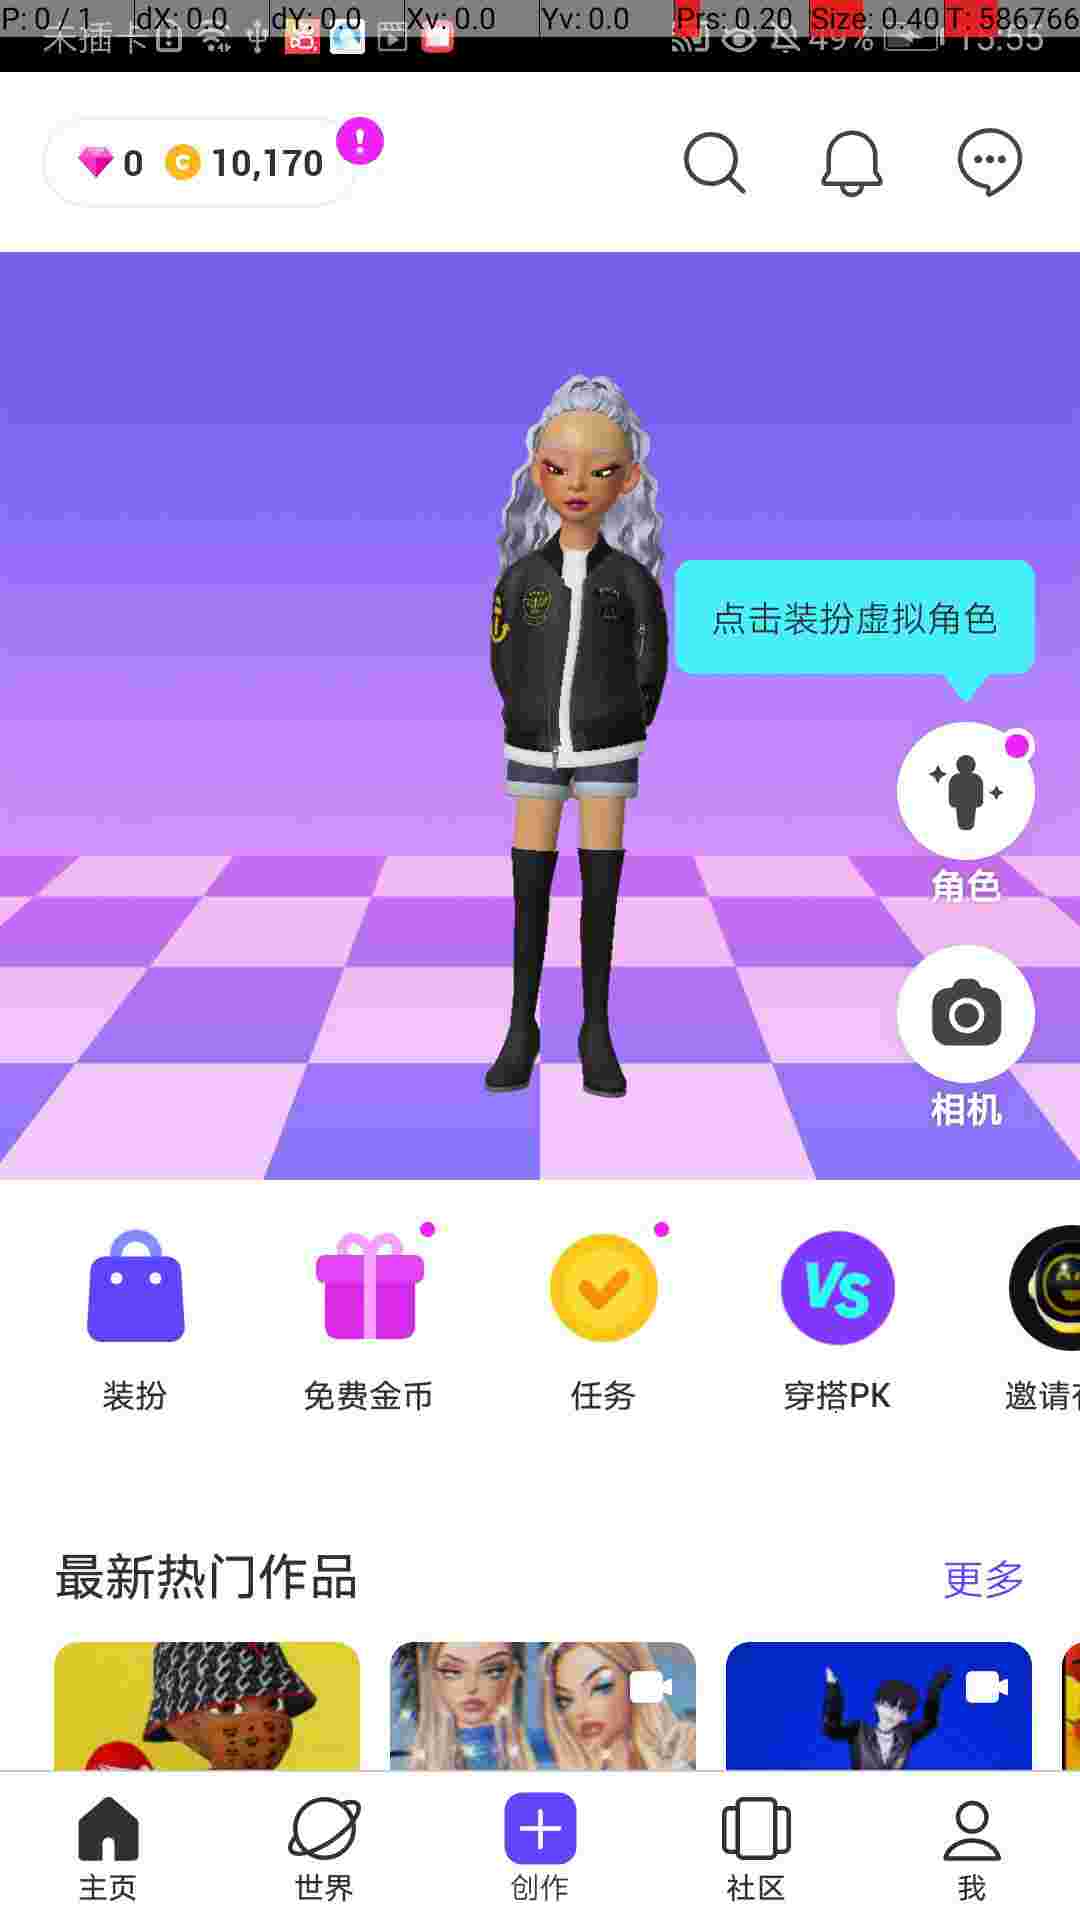 P: 0 / 1 dX: 0.0 dY: 0.0 Xv: 0.0 Yv: 0.0 Prs: 0.20 Size: 0.40 T: 586766
未插卡 49% 15:55
0 C 10,170 !
点击装扮虚拟角色
角色
相机
VS
装扮 免费金币 任务 穿搭PK 邀请
最新热门作品 更多
主页 世界 创作 社区 我